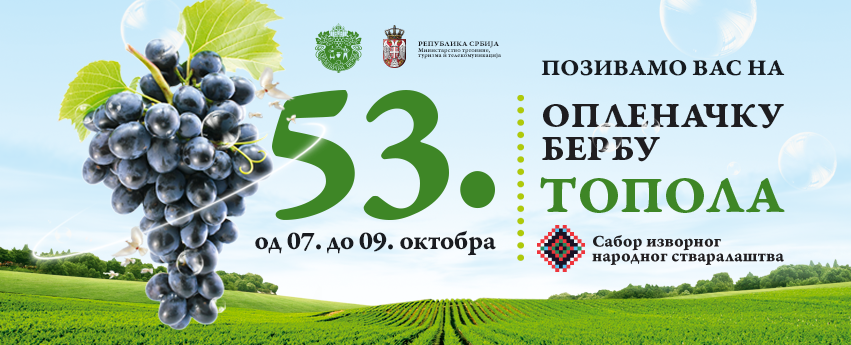 РЕПУБЛИКА СРБИЈА
Министарство трговине,
туризма и телекомуникација
53.
од 07. до 09. октобра
ПОЗИВАМО ВАС НА
ОПЛЕНАЧКУ
БЕРБУ
ТОПОЛА
Сабор изворног
народног стваралаштва